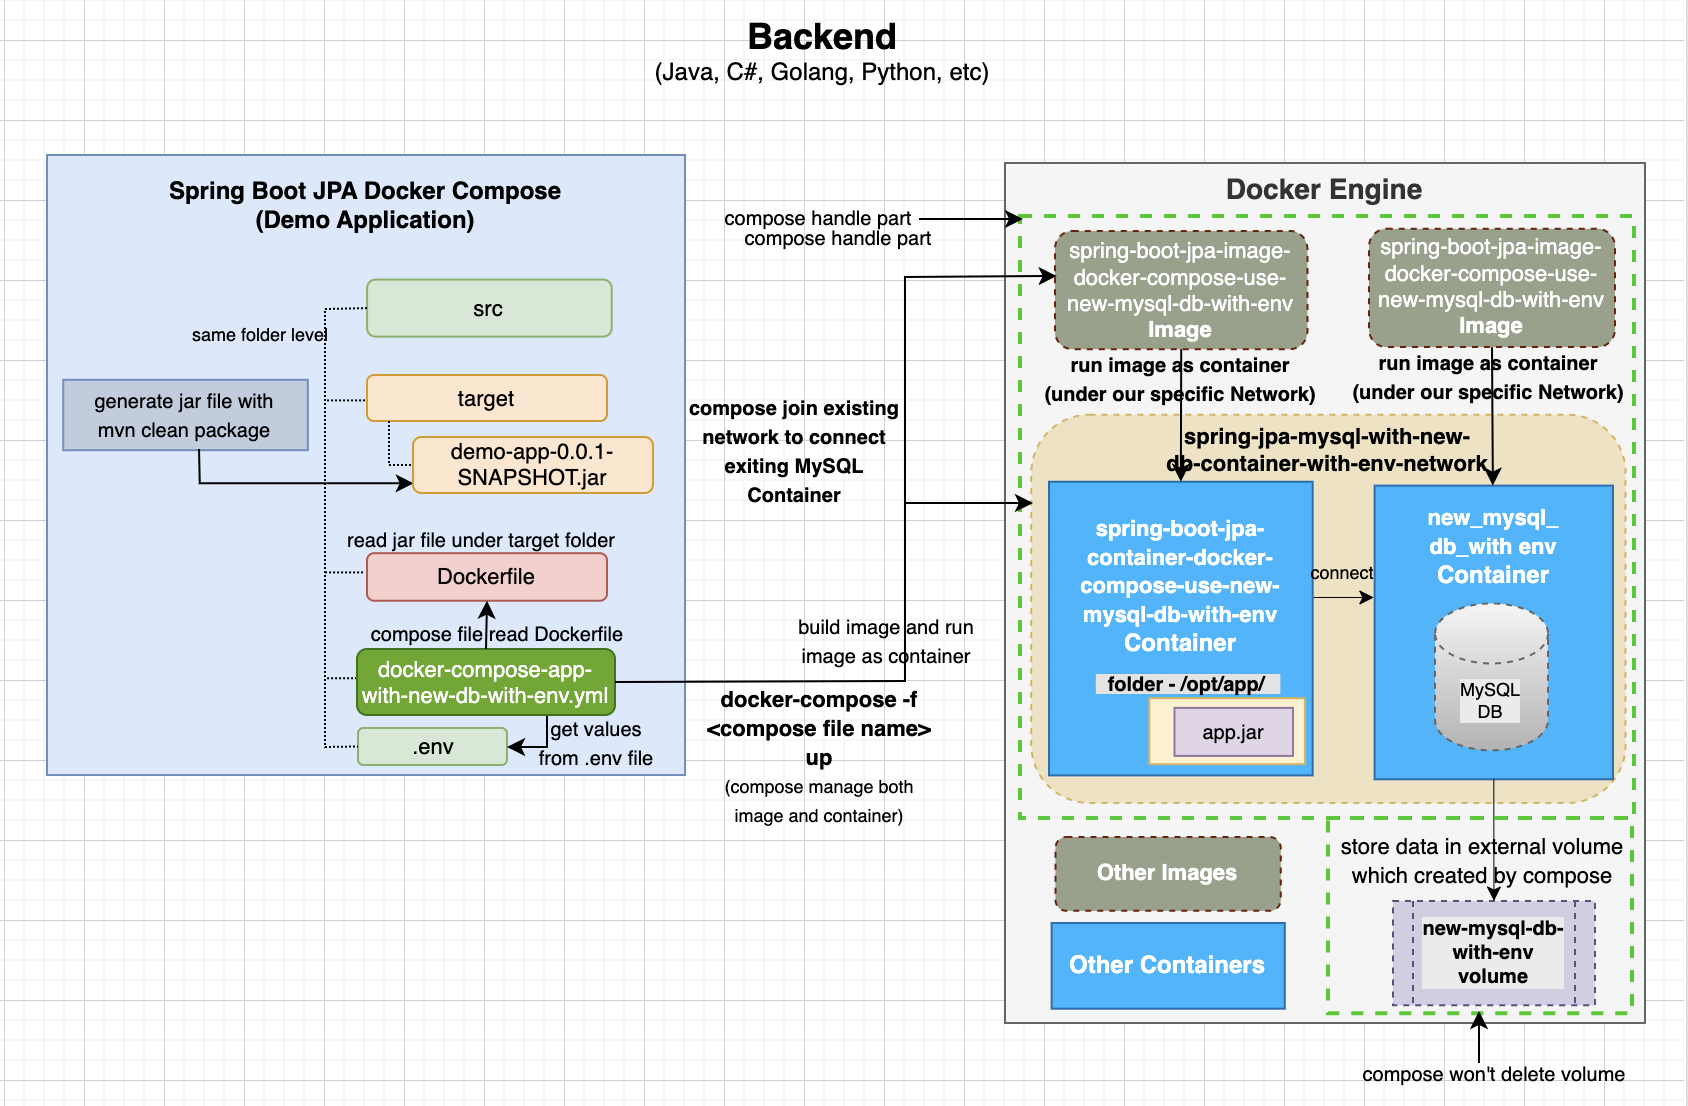 Backend
(Java, C#, Golang, Python, etc)
Spring Boot JPA Docker Compose
(Demo Application)
src
same folder level
generate jar file with
mvn clean package
target
demo-app-0.0.1-
SNAPSHOT.jar
read jar file under target folder
Dockerfile
compose file read Dockerfile
docker-compose-app-
with-new-db-with-env.yml
get values
from .env file
.env
compose handle part
compose handle part
compose join existing
network to connect
exiting MySQL
Container
build image and run
image as container
docker-compose -f
<compose file name>
up
(compose manage both
image and container)
Docker Engine
spring-boot-jpa-image-
docker-compose-use-
new-mysql-db-with-env
Image
spring-boot-jpa-image-
docker-compose-use-
new-mysql-db-with-env
Image
run image as container
(under our specific Network)
run image as container
(under our specific Network)
spring-jpa-mysql-with-new-
db-container-with-env-network
spring-boot-jpa-
container-docker-
compose-use-new-
mysql-db-with-env
Container
folder - /opt/app/
app.jar
connect
new_mysql_
db_with env
Container
MySQL
DB
Other Images
Other Containers
store data in external volume
which created by compose
new-mysql-db-
with-env
volume
compose won't delete volume